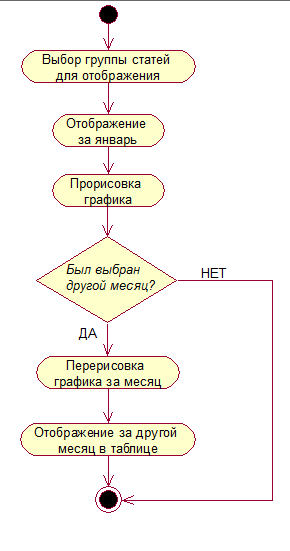 Выбор группы статей
для отображения
Отображение
за январь
Прорисовка
графика
Был выбран
другой месяц?
НЕТ
ДА
Перерисовка
графика за месяц
Отображение за другой
месяц в таблице